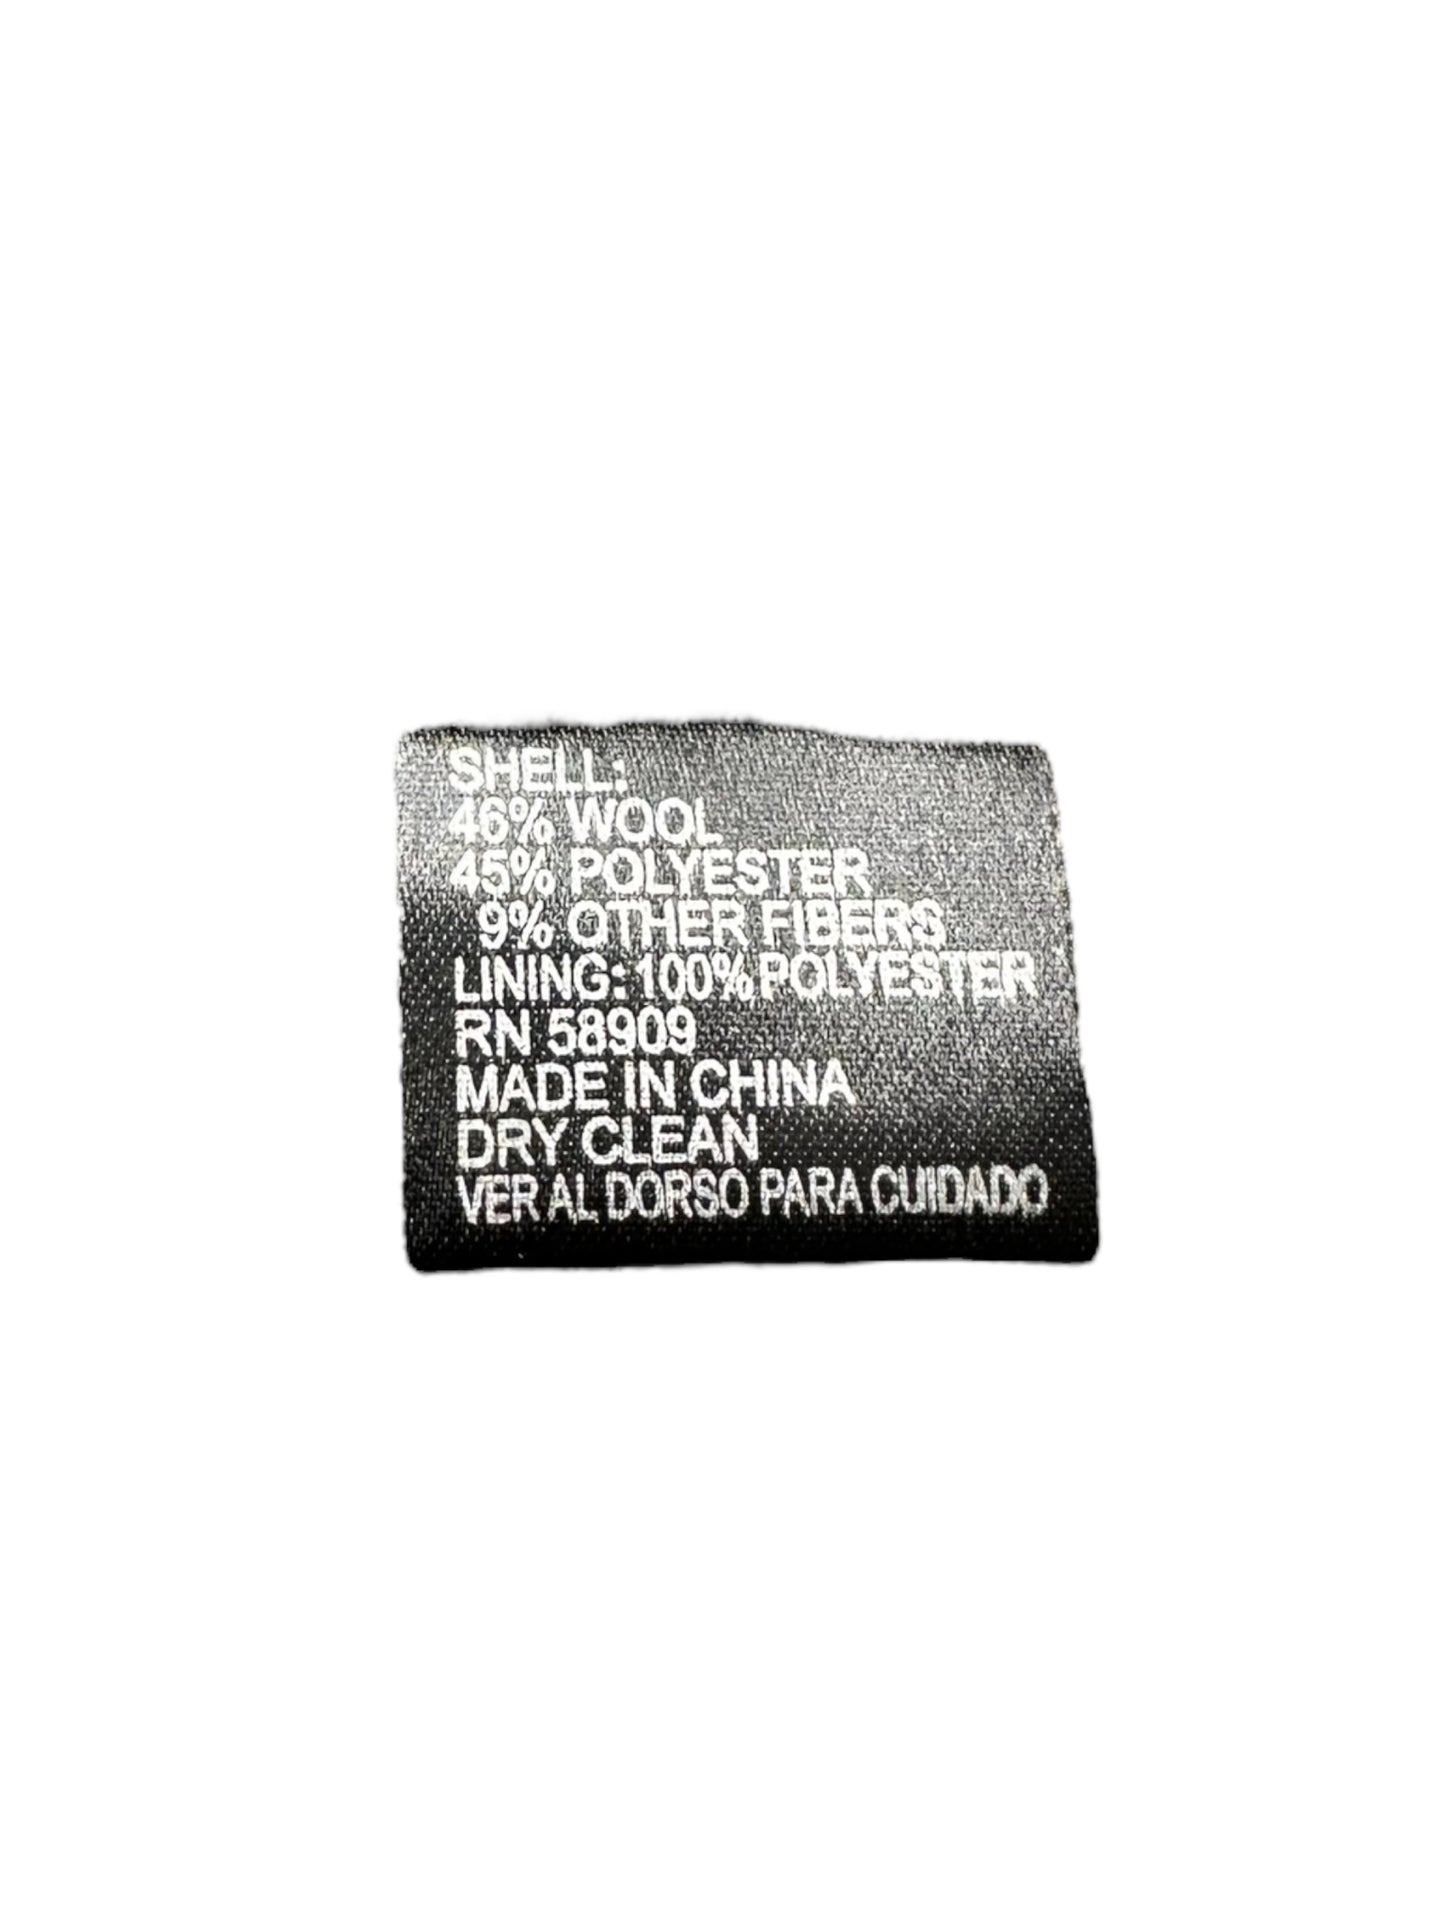 SHELL:
46% WOOL
45% POLYESTER
9% OTHER FIBERS
LINING: 100% POLYESTER
RN 58909
MADE IN CHINA
DRY CLEAN
VER AL DORSO PARA CUIDADO